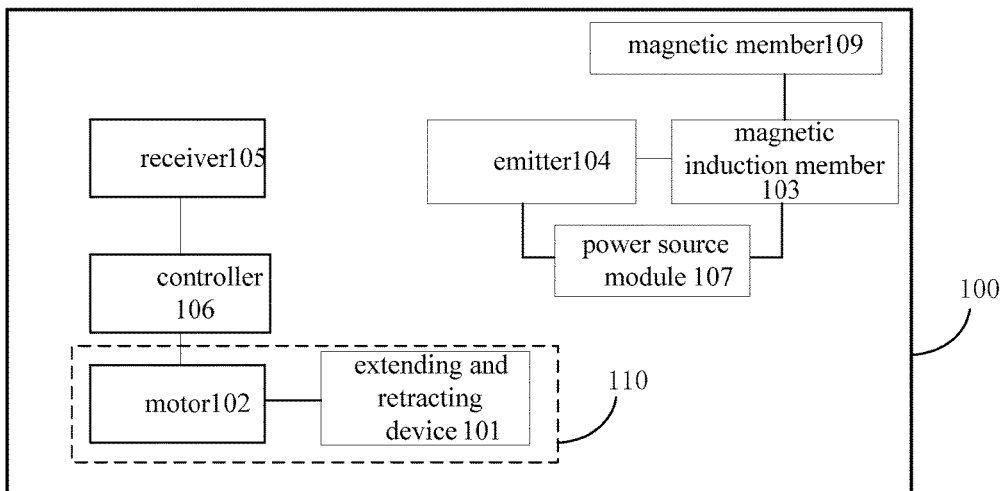 magnetic member109
receiver105
emitter104
magnetic
induction member
103
power source
module 107
controller
106
100
motor102
extending and
retracting
device 101
110